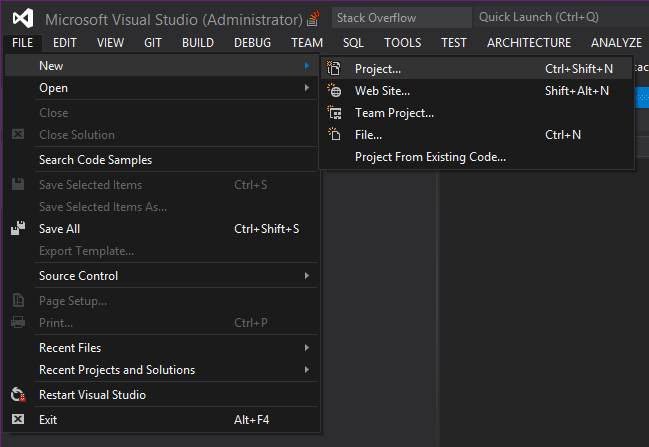 Microsoft Visual Studio (Administrator)
Stack Overflow
Quick Launch (Ctrl+Q)
FILE EDIT VIEW GIT BUILD DEBUG TEAM SQL TOOLS TEST ARCHITECTURE ANALYZE
New
Open
Close
Close Solution
Search Code Samples
Save Selected Items Ctrl+S
Save Selected Items As...
Save All Ctrl+Shift+S
Export Template...
Source Control
Page Setup...
Print... Ctrl+P
Recent Files
Recent Projects and Solutions
Restart Visual Studio
Exit Alt+F4
Project... Ctrl+Shift+N
Web Site... Shift+Alt+N
Team Project...
File... Ctrl+N
Project From Existing Code...